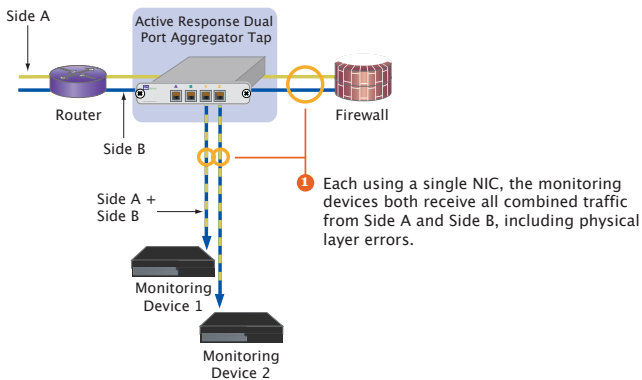 Side A
Active Response Dual
Port Aggregator Tap
A B
Router
Firewall
Side B
1 Each using a single NIC, the monitoring
devices both receive all combined traffic
from Side A and Side B, including physical
layer errors.
Side A +
Side B
Monitoring
Device 1
Monitoring
Device 2